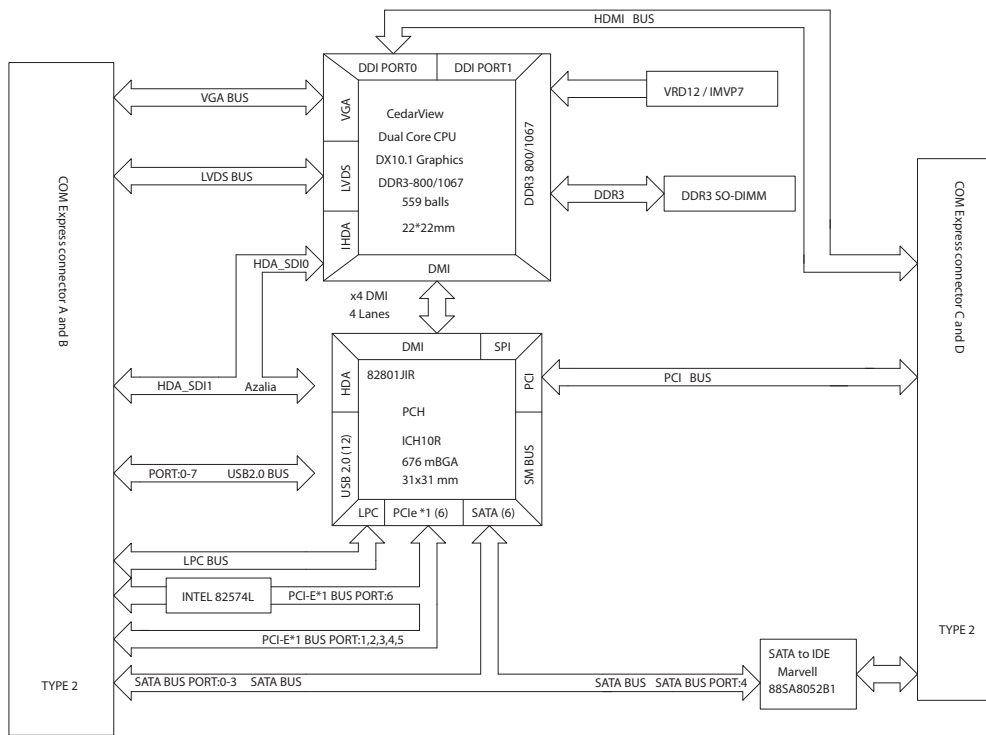 HDMI BUS
DDI PORT0
DDI PORT1
VGA BUS
VGA
CedarView
Dual Core CPU
DX10.1 Graphics
DDR3-800/1067
559 balls
22*22mm
DDR3 800/1067
VRD12 / IMVP7
LVDS BUS
LVDS
DDR3
DDR3 SO-DIMM
IHDA
HDA_SDI0
DMI
x4 DMI
4 Lanes
COM Express connector A and B
COM Express connector C and D
DMI
SPI
HDA
82801JIR
PCI
PCI BUS
HDA_SDI1
Azalia
PCH
ICH10R
676 mBGA
31x31 mm
USB 2.0 (12)
SM BUS
PORT:0-7
USB2.0 BUS
LPC
PCIe *1 (6)
SATA (6)
LPC BUS
INTEL 82574L
PCI-E*1 BUS PORT:6
PCI-E*1 BUS PORT:1,2,3,4,5
TYPE 2
SATA to IDE
Marvell
88SA8052B1
TYPE 2
SATA BUS PORT:0-3
SATA BUS
SATA BUS
SATA BUS PORT:4